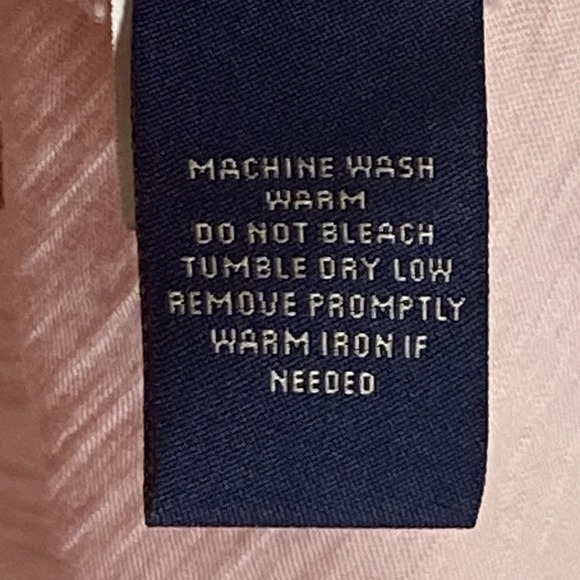 MACHINE WASH
WARM
DO NOT BLEACH
TUMBLE DRY LOW
REMOVE PROMPTLY
WARM IRON IF
NEEDED